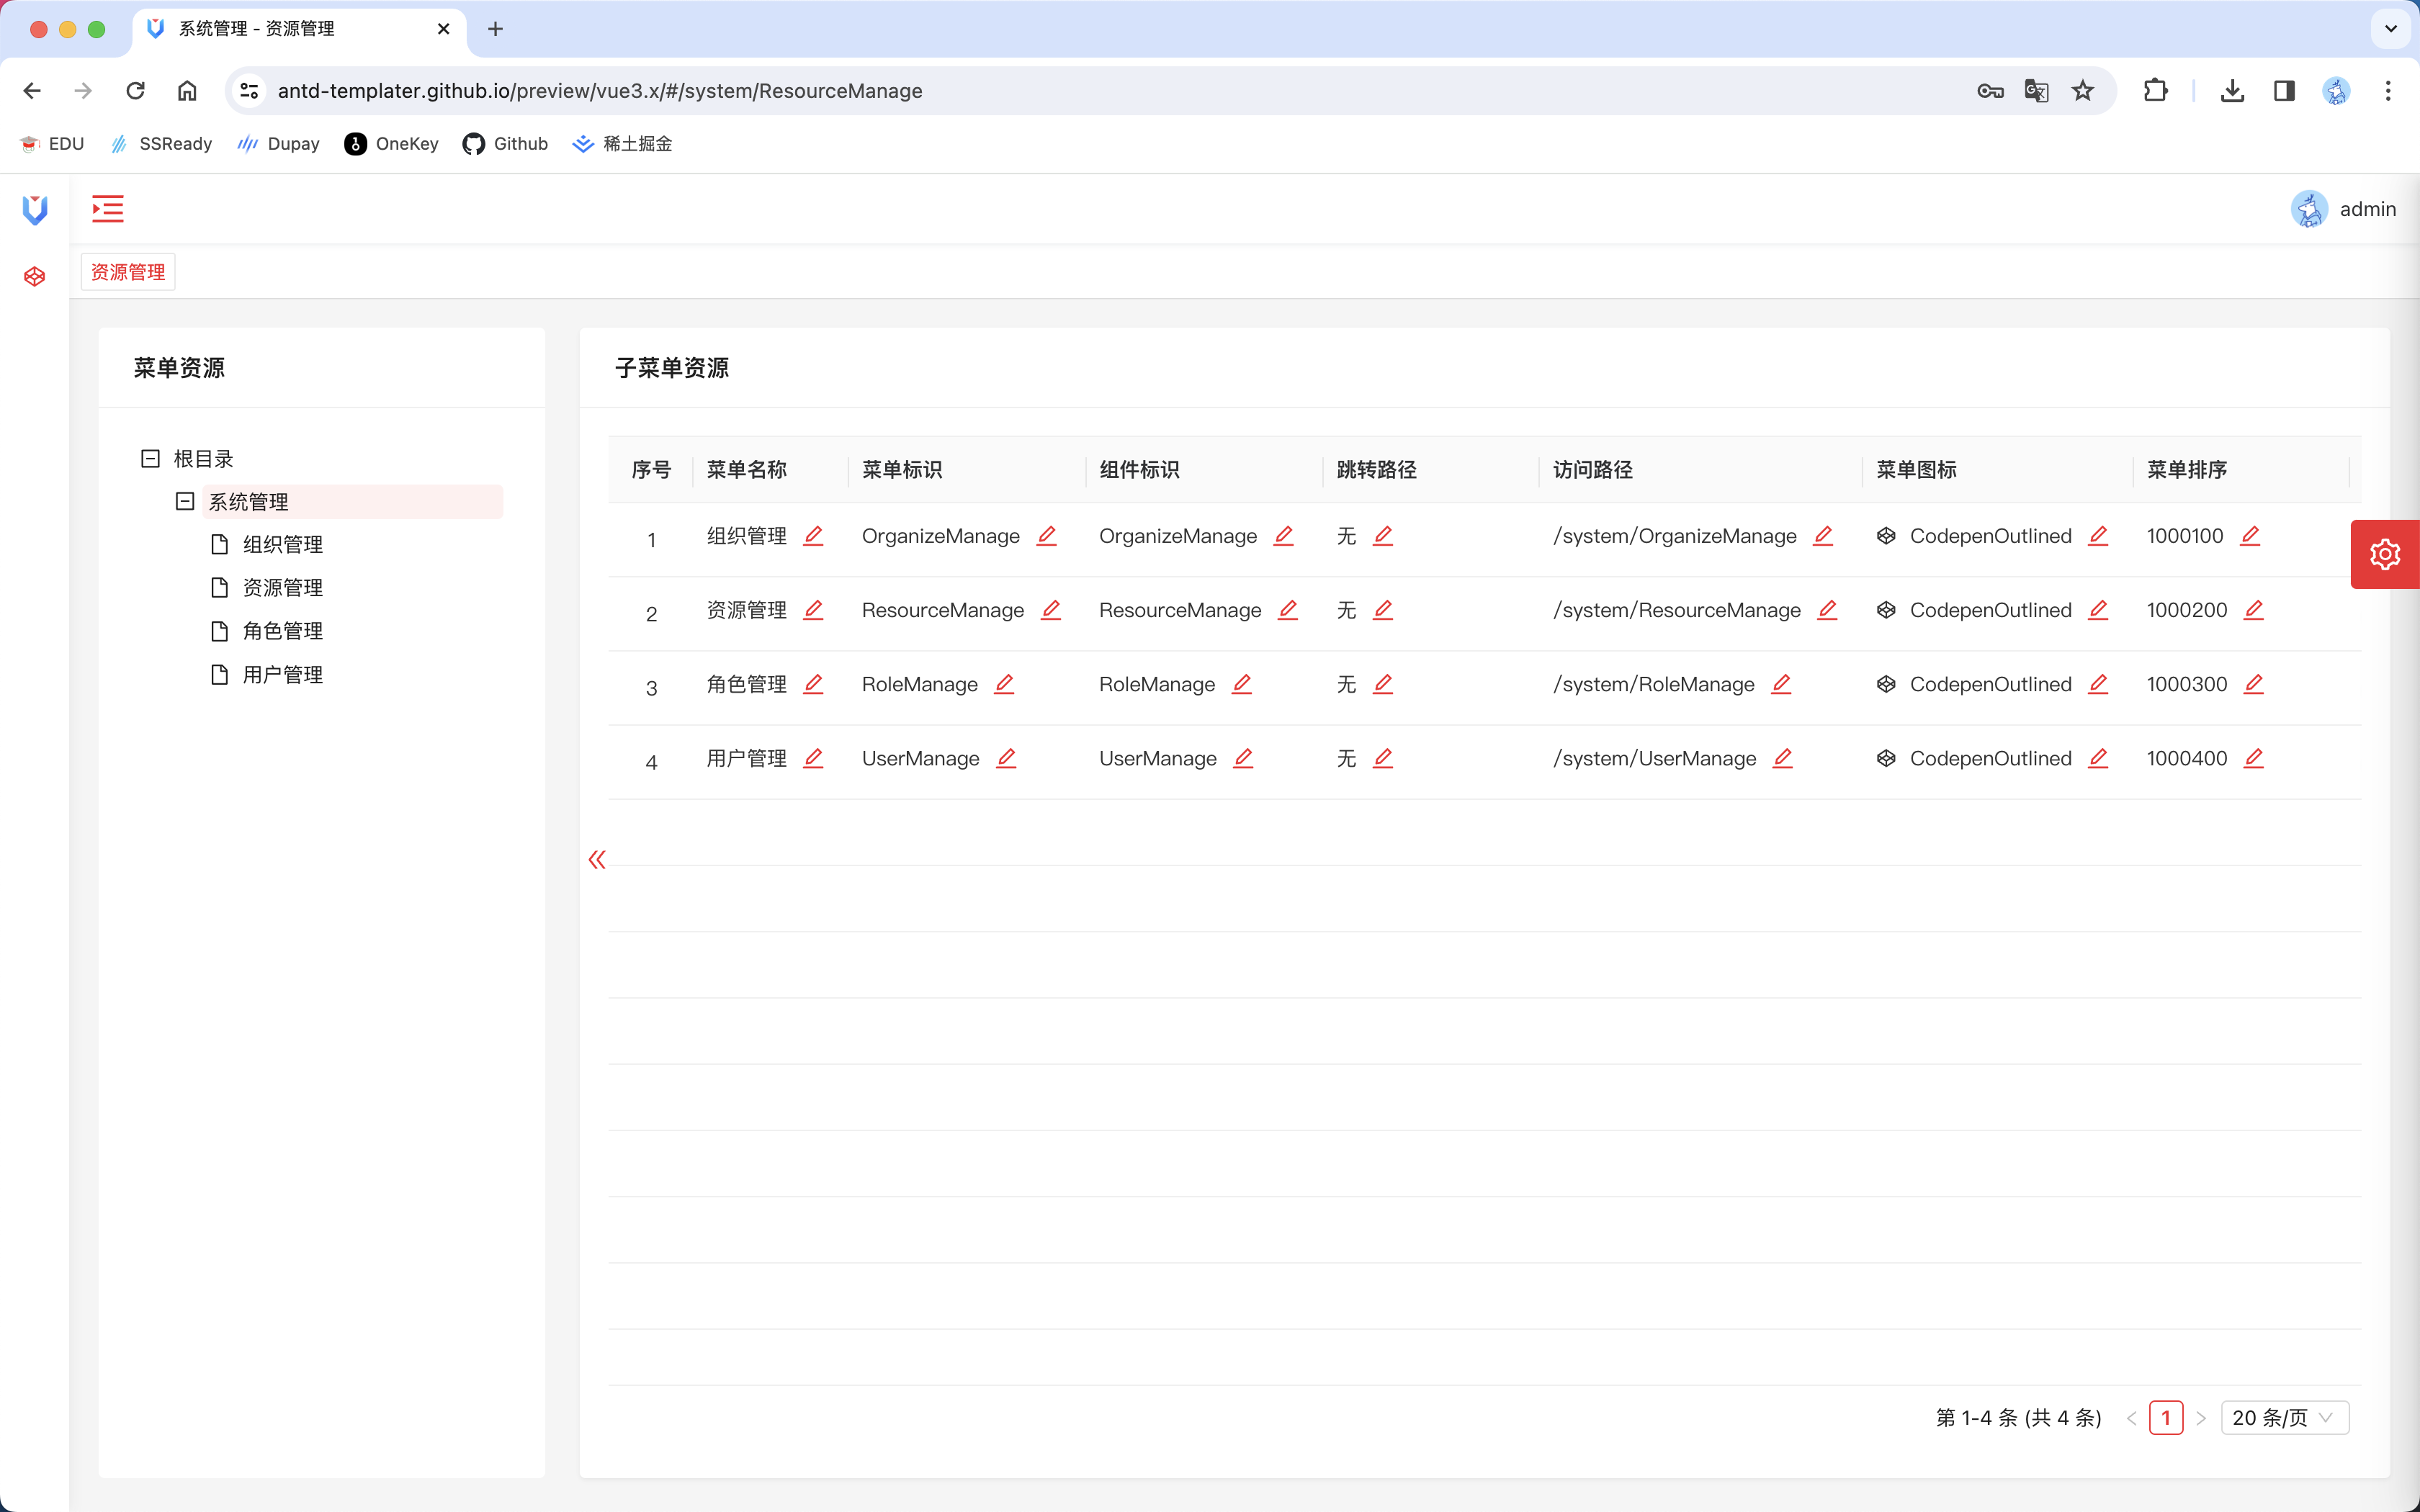 系统管理 - 资源管理
antd-templater.github.io/preview/vue3.x/#/system/ResourceManage
EDU SSReady Dupay OneKey Github 稀土掘金
admin
资源管理
菜单资源
根目录
系统管理
组织管理
资源管理
角色管理
用户管理
子菜单资源
序号 菜单名称 菜单标识 组件标识 跳转路径 访问路径 菜单图标 菜单排序
1 组织管理 OrganizeManage OrganizeManage 无 /system/OrganizeManage CodepenOutlined 1000100
2 资源管理 ResourceManage ResourceManage 无 /system/ResourceManage CodepenOutlined 1000200
3 角色管理 RoleManage RoleManage 无 /system/RoleManage CodepenOutlined 1000300
4 用户管理 UserManage UserManage 无 /system/UserManage CodepenOutlined 1000400
第 1-4 条 (共 4 条) 1 20 条/页